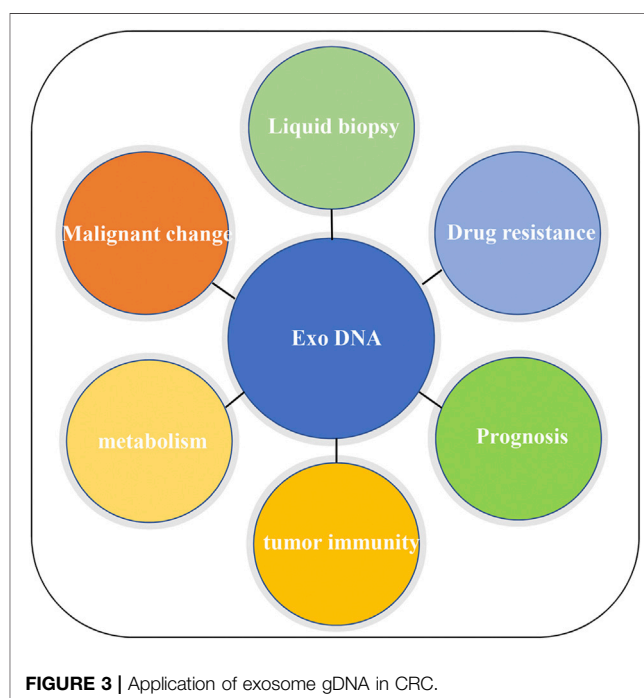 Liquid biopsy
Malignant change
Drug resistance
Exo DNA
metabolism
Prognosis
tumor immunity
FIGURE 3 | Application of exosome gDNA in CRC.